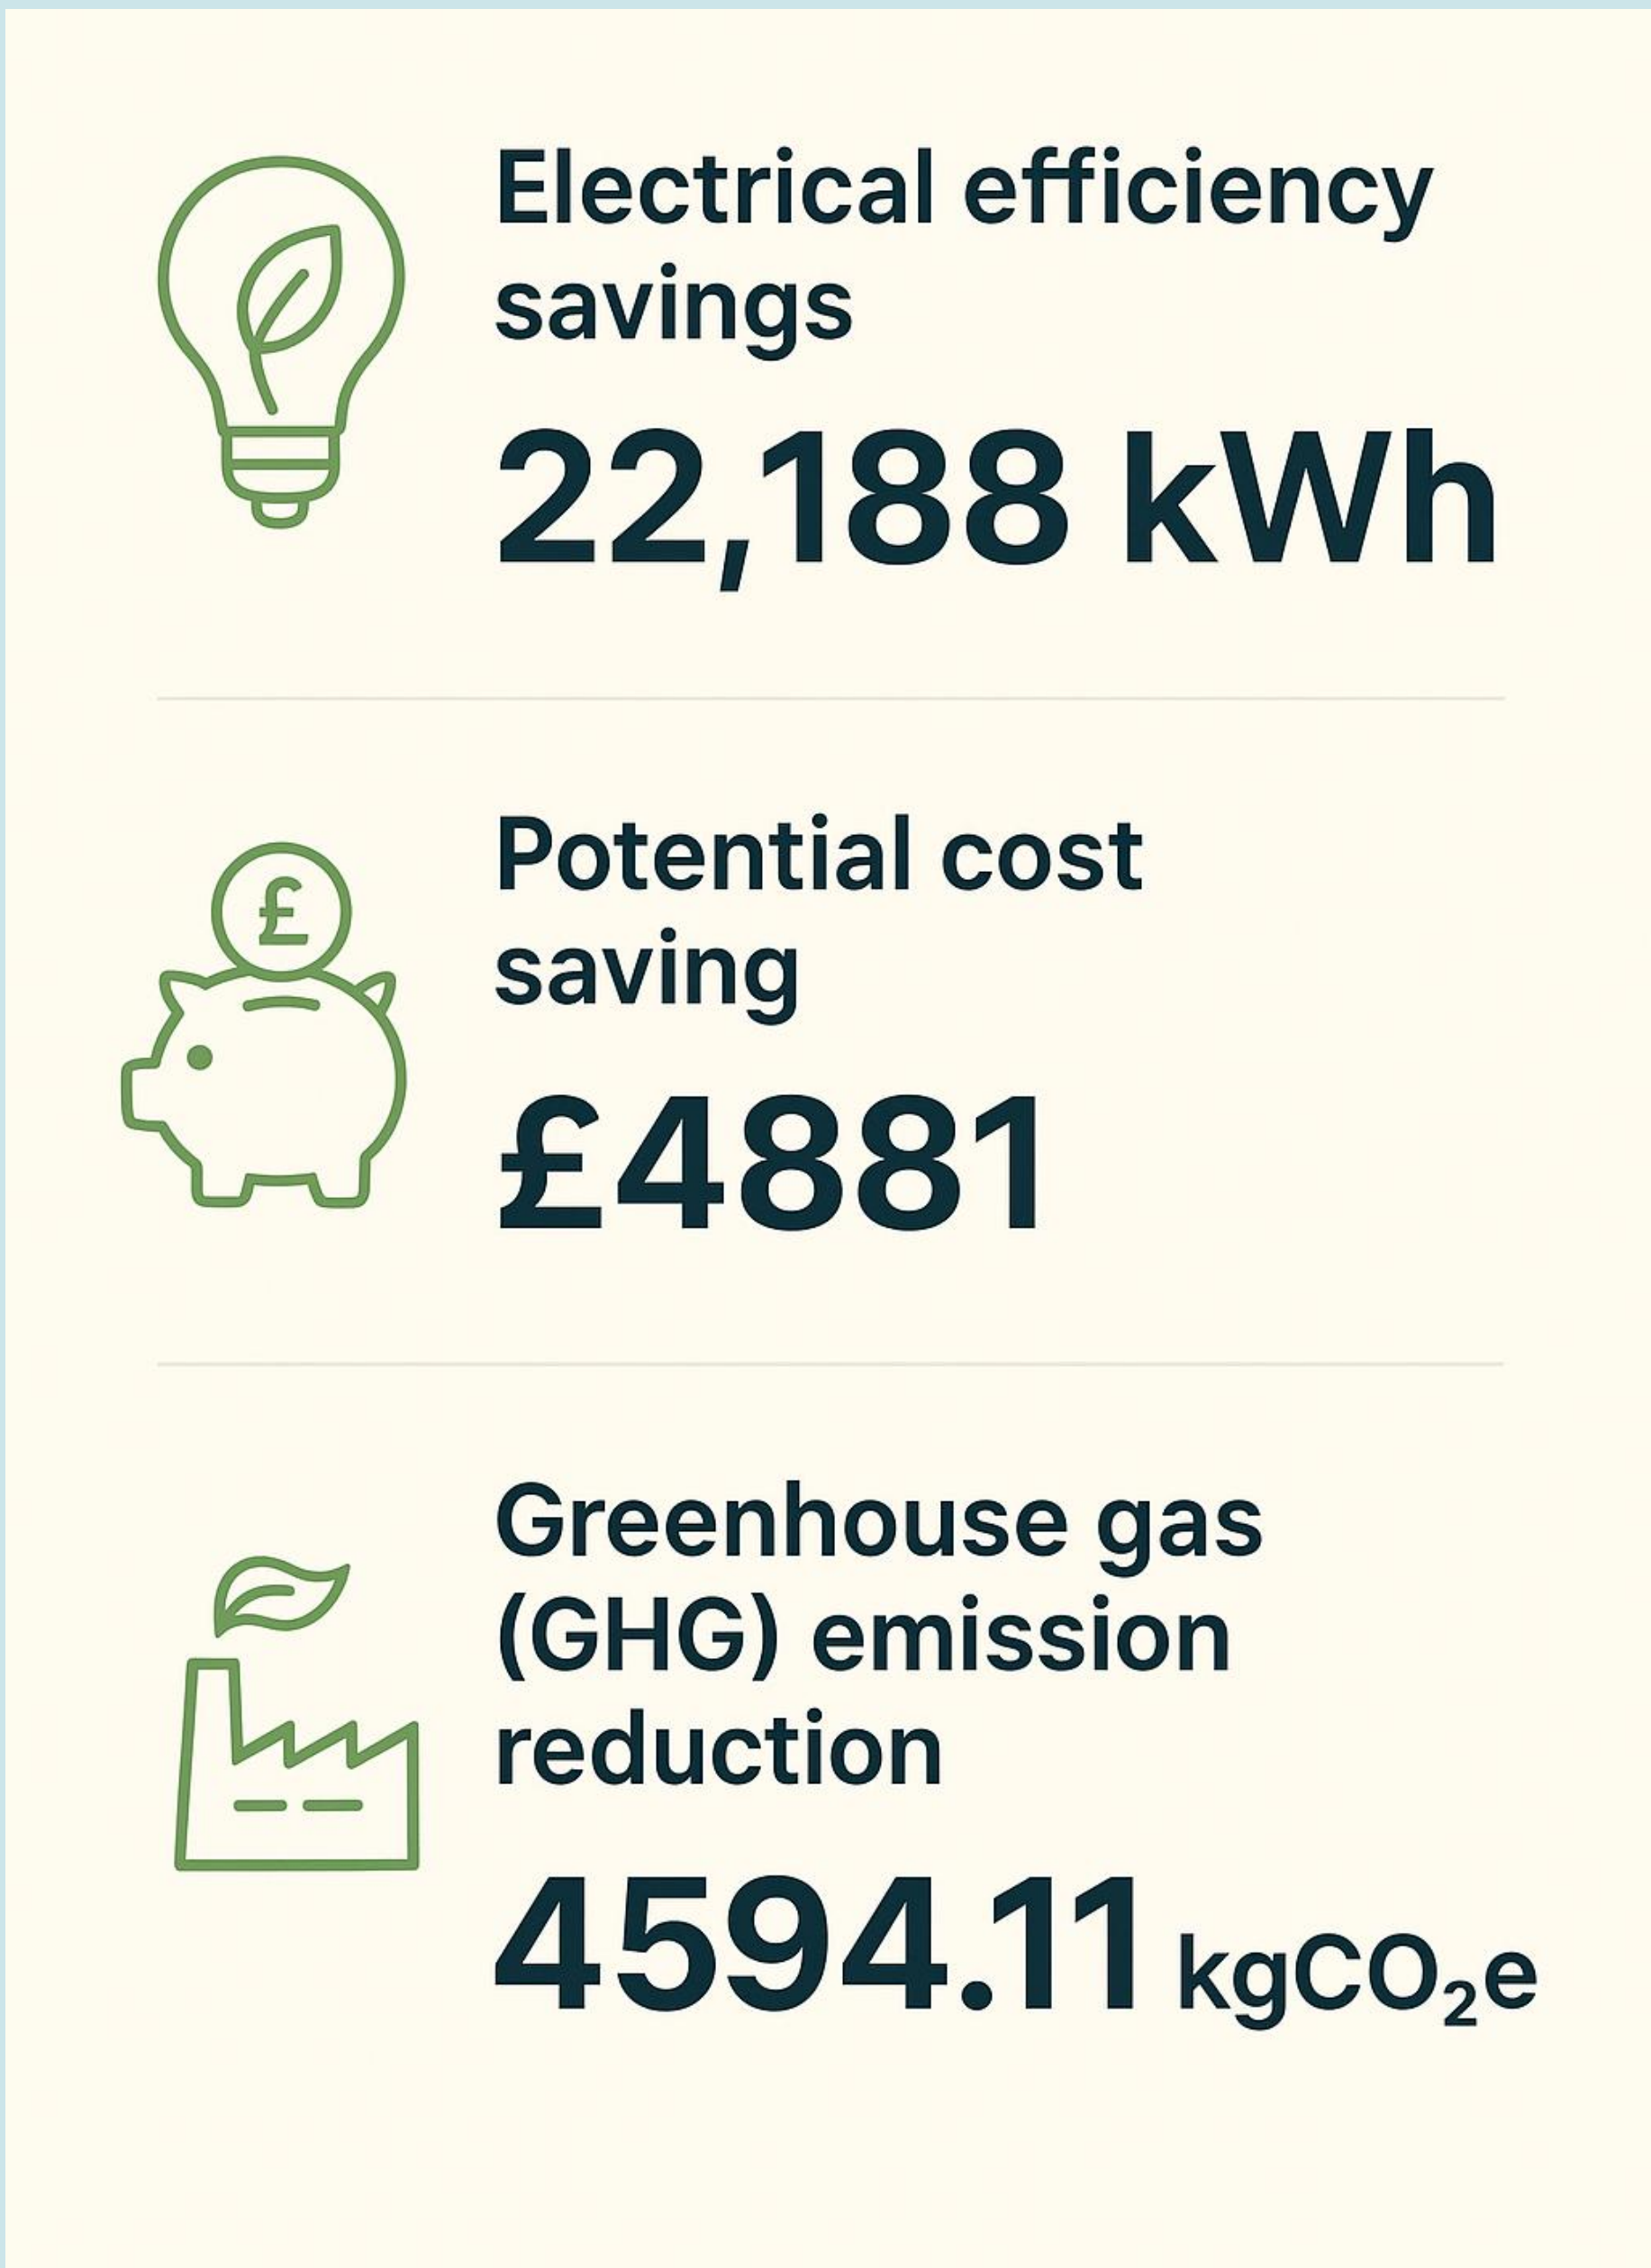 Electrical efficiency
savings
22,188 kWh
£
Potential cost
saving
£4881
Greenhouse gas
(GHG) emission
reduction
4594.11 kgCO₂e